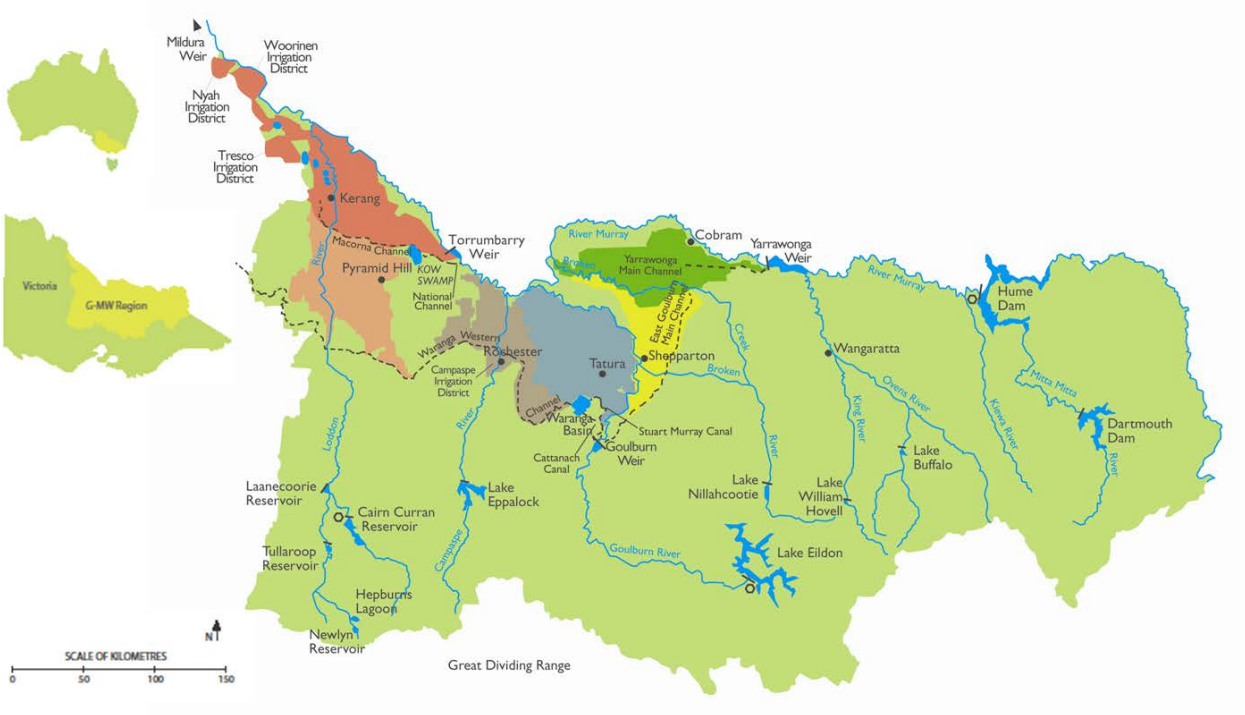 Mildura
Weir
Woorinen
Irrigation
District
Nyah
Irrigation
District
Tresco
Irrigation
District
Kerang
Macorna Channel
Torrumbarry
Weir
River
Pyramid Hill
KOW
SWAMP
National
Channel
River Murray
Cobram
Broken
Yarrawonga
Main Channel
Yarrawonga
Weir
River Murray
Hume
Dam
Victoria
G-MW Region
East Goulburn
Main Channel
Creek
Waranga Western
Rochester
Campaspe
Irrigation
District
Tatura
Shepparton
Broken
Wangaratta
Ovens River
King River
Kiewa River
Mitta Mitta
Dartmouth
Dam
River
Channel
Waranga
Basin
Stuart Murray Canal
Cattanach
Canal
Goulburn
Weir
River
River
Loddon
Laanecoorie
Reservoir
Lake
Eppalock
Lake
Nillahcootie
Lake
William
Hovell
Lake
Buffalo
Cairn Curran
Reservoir
Tullaroop
Reservoir
Campaspe
Goulburn River
Lake Eildon
Hepburns
Lagoon
Newlyn
Reservoir
Great Dividing Range
N
SCALE OF KILOMETRES
0 50 100 150